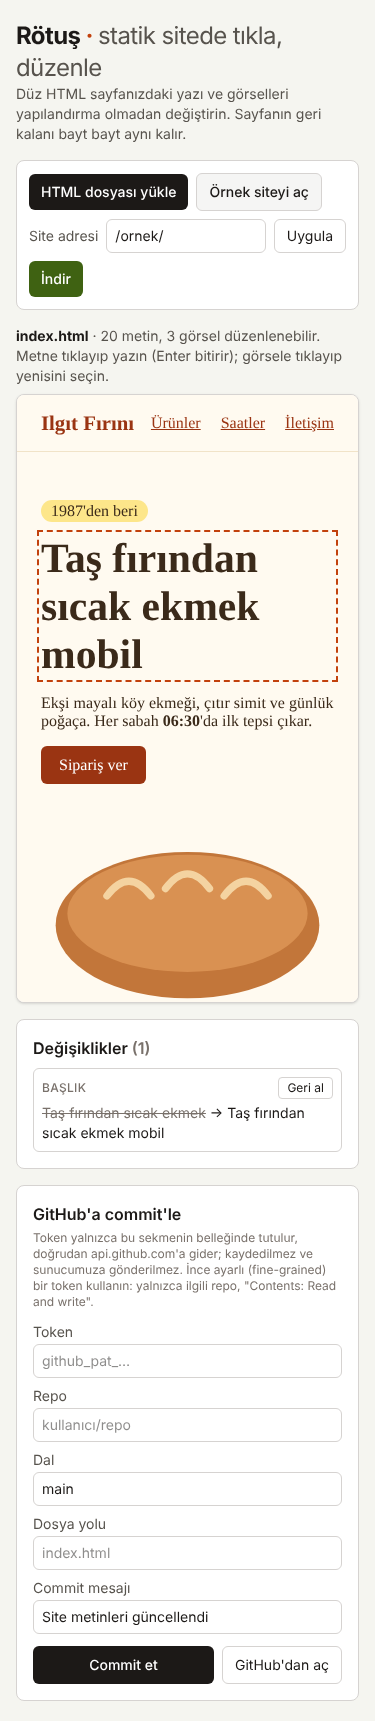 Rötuş · statik sitede tıkla,
düzenle
Düz HTML sayfanızdaki yazı ve görselleri
yapılandırma olmadan değiştirin. Sayfanın geri
kalanı bayt bayt aynı kalır.
HTML dosyası yükle
Örnek siteyi aç
Site adresi
/ornek/
Uygula
İndir
index.html · 20 metin, 3 görsel düzenlenebilir.
Metne tıklayıp yazın (Enter bitirir); görsele tıklayıp
yenisini seçin.
Ilgıt Fırını
Ürünler
Saatler
İletişim
1987'den beri
Taş fırından
sıcak ekmek
mobil
Ekşi mayalı köy ekmeği, çıtır simit ve günlük
poğaça. Her sabah 06:30'da ilk tepsi çıkar.
Sipariş ver
Değişiklikler (1)
BAŞLIK
Geri al
Taş fırından sıcak ekmek → Taş fırından
sıcak ekmek mobil
GitHub'a commit'le
Token yalnızca bu sekmenin belleğinde tutulur,
doğrudan api.github.com'a gider; kaydedilmez ve
sunucumuza gönderilmez. İnce ayarlı (fine-grained)
bir token kullanın: yalnızca ilgili repo, "Contents: Read
and write".
Token
github_pat_...
Repo
kullanıcı/repo
Dal
main
Dosya yolu
index.html
Commit mesajı
Site metinleri güncellendi
Commit et
GitHub'dan aç